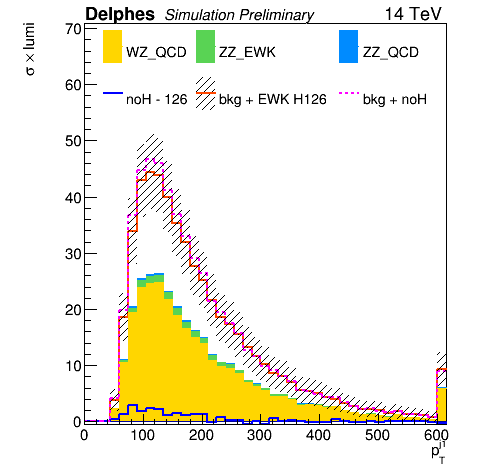 Delphes Simulation Preliminary 14 TeV
σ × lumi
WZ_QCD ZZ_EWK ZZ_QCD
noH - 126 bkg + EWK H126 bkg + noH
70
60
50
40
30
20
10
0
0 100 200 300 400 500 600
p_T^{j1}